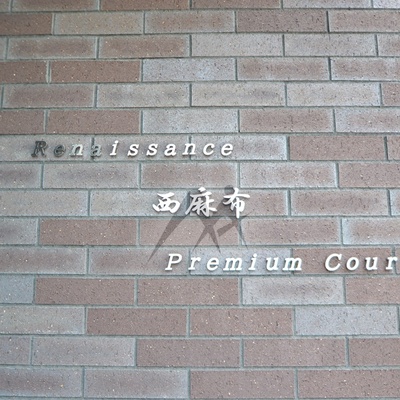 Renaissance
西麻布
Premium Cour